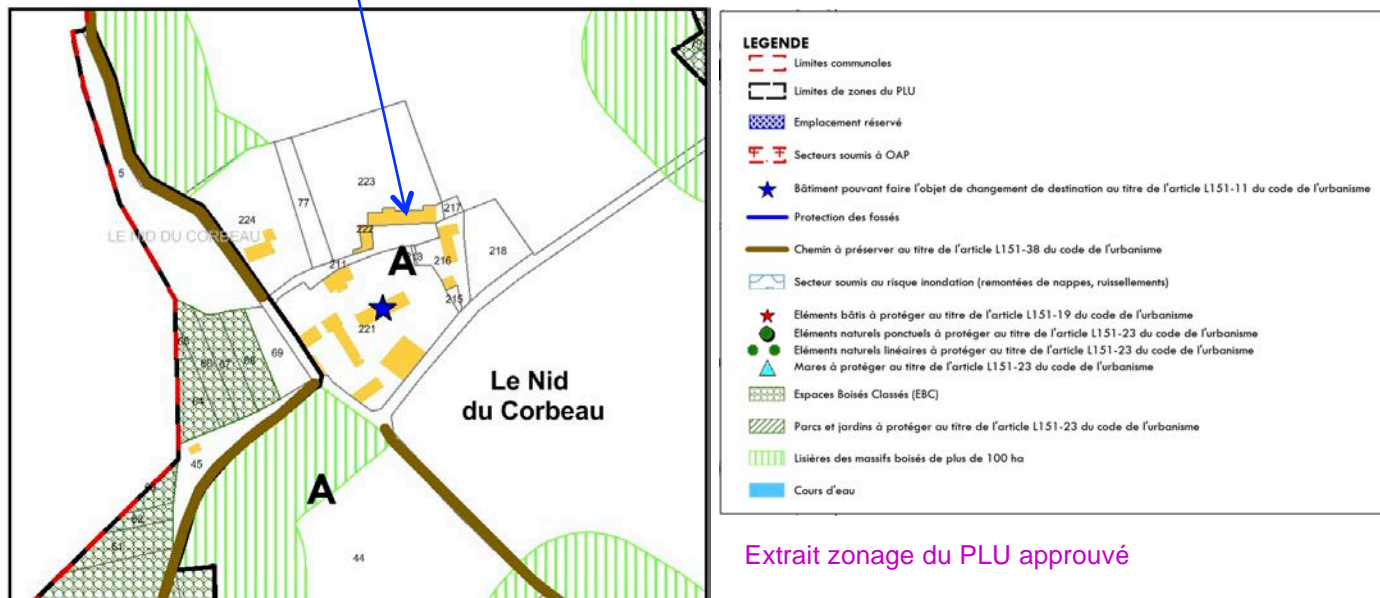 5
223
77
224
217
222
LE NID DU CORBEAU
218
A
213
216
211
215
221
69
68
67
64
Le Nid
du Corbeau
45
A
51
44
LEGENDE
Limites communales
Limites de zones du PLU
Emplacement réservé
Secteurs soumis à OAP
Bâtiment pouvant faire l'objet de changement de destination au titre de l'article L151-11 du code de l'urbanisme
Protection des fossés
Chemin à préserver au titre de l'article L151-38 du code de l'urbanisme
Secteur soumis au risque inondation (remontées de nappes, ruissellements)
Eléments bâtis à protéger au titre de l'article L151-19 du code de l'urbanisme
Eléments naturels ponctuels à protéger au titre de l'article L151-23 du code de l'urbanisme
Eléments naturels linéaires à protéger au titre de l'article L151-23 du code de l'urbanisme
Mares à protéger au titre de l'article L151-23 du code de l'urbanisme
Espaces Boisés Classés (EBC)
Parcs et jardins à protéger au titre de l'article L151-23 du code de l'urbanisme
Lisières des massifs boisés de plus de 100 ha
Cours d'eau
Extrait zonage du PLU approuvé